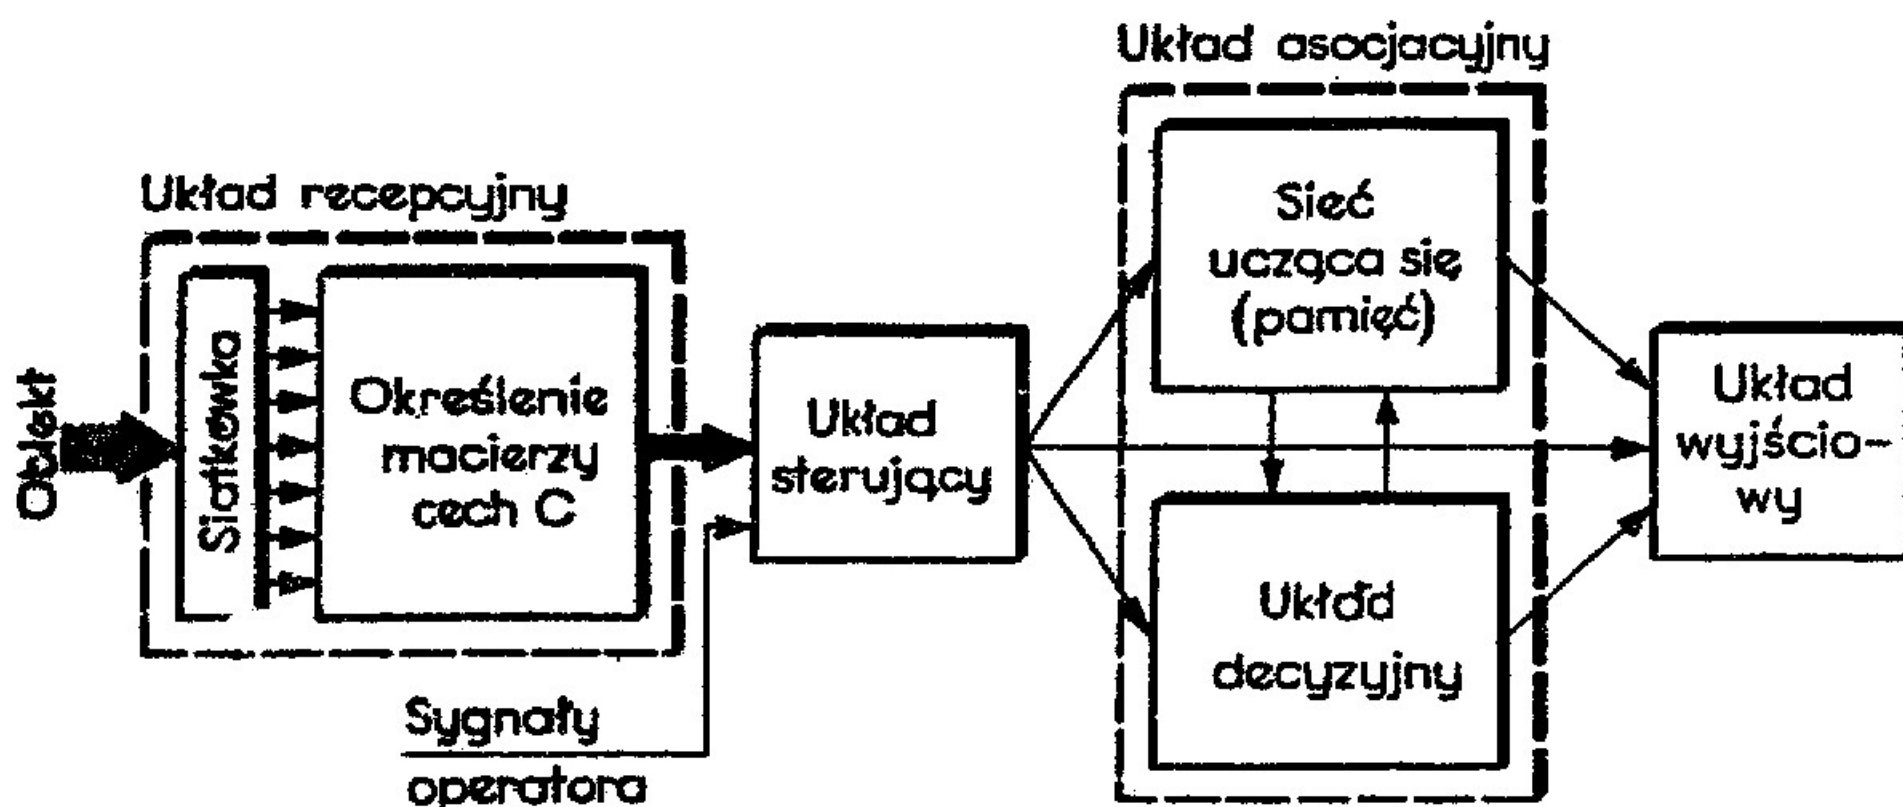 Układ asocjacyjny
Układ recepcyjny
Obiekt
Siatkówka
Określenie
macierzy
cech C
Sygnały
operatora
Układ
sterujący
Sieć
ucząca się
(pamięć)
Układ
decyzyjny
Układ
wyjścio-
wy